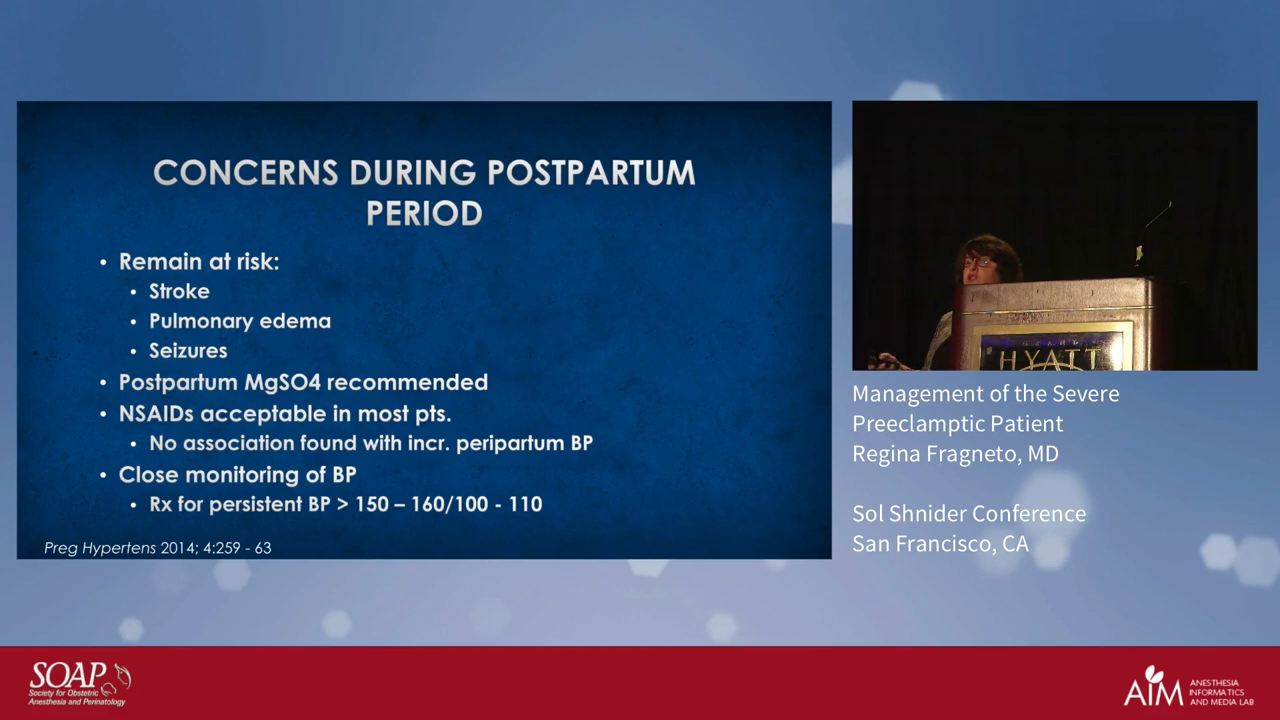 CONCERNS DURING POSTPARTUM
PERIOD
• Remain at risk:
• Stroke
• Pulmonary edema
• Seizures
• Postpartum MgSO4 recommended
• NSAIDs acceptable in most pts.
• No association found with incr. peripartum BP
• Close monitoring of BP
• Rx for persistent BP > 150 – 160/100 - 110
Preg Hypertens 2014; 4:259 - 63
HYATT
Management of the Severe
Preeclamptic Patient
Regina Fragneto, MD
Sol Shnider Conference
San Francisco, CA
SOAP
Society for Obstetric
Anesthesia and Perinatology
AIM
ANESTHESIA
INFORMATICS
AND MEDIA LAB